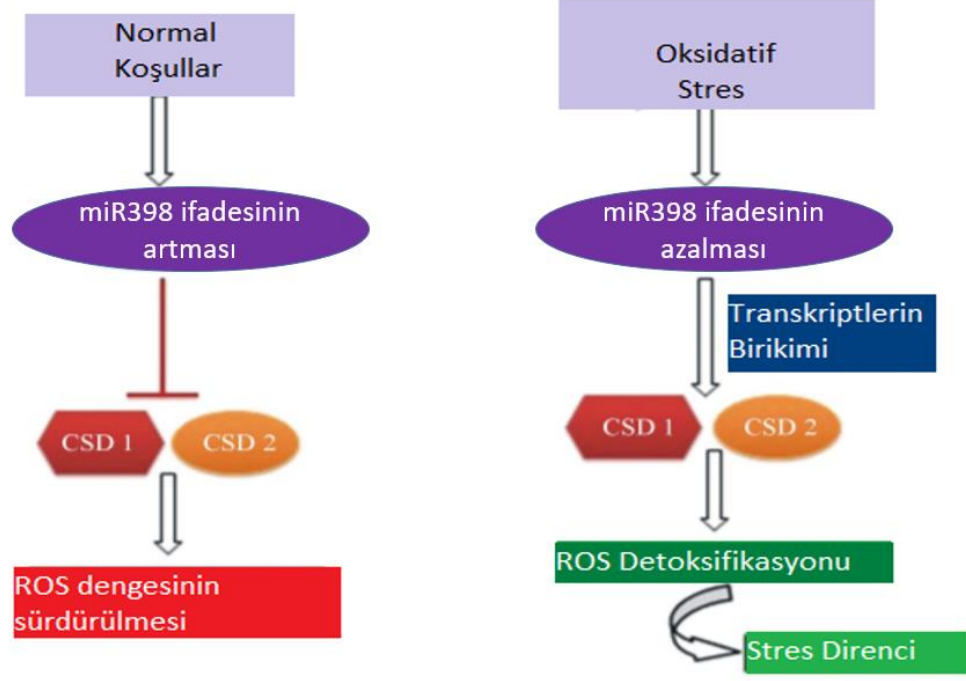 Normal
Koşullar
miR398 ifadesinin
artması
CSD 1
CSD 2
ROS dengesinin
sürdürülmesi
Oksidatif
Stres
miR398 ifadesinin
azalması
Transkriptlerin
Birikimi
CSD 1
CSD 2
ROS Detoksifikasyonu
Stres Direnci